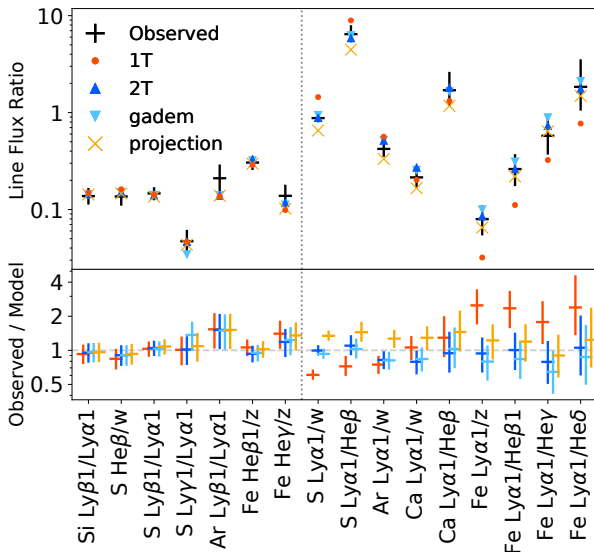 10
1
0.1
Line Flux Ratio
Observed
1T
2T
gadem
projection
4
2
1
0.5
Observed / Model
Si Lyβ1/Lyα1
S Heβ/w
S Lyβ1/Lyα1
S Lyγ1/Lyα1
Ar Lyβ1/Lyα1
Fe Heβ1/z
Fe Heγ/z
S Lyα1/w
S Lyα1/Heβ
Ar Lyα1/w
Ca Lyα1/w
Ca Lyα1/Heβ
Fe Lyα1/z
Fe Lyα1/Heβ1
Fe Lyα1/Heγ
Fe Lyα1/Heδ